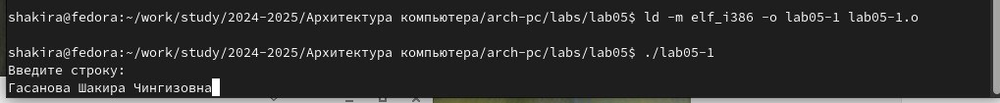 shakira@fedora:~/work/study/2024-2025/Архитектура компьютера/arch-pc/labs/lab05$ ld -m elf_i386 -o lab05-1 lab05-1.o
shakira@fedora:~/work/study/2024-2025/Архитектура компьютера/arch-pc/labs/lab05$ ./lab05-1
Введите строку:
Гасанова Шакира Чингизовна